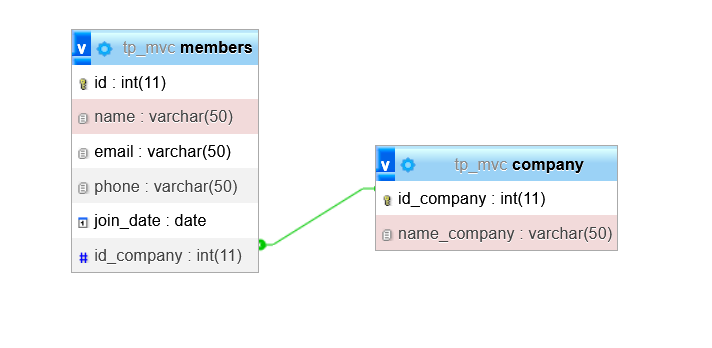 v tp_mvc members
id : int(11)
name : varchar(50)
email : varchar(50)
phone : varchar(50)
join_date : date
# id_company : int(11)
v tp_mvc company
id_company : int(11)
name_company : varchar(50)